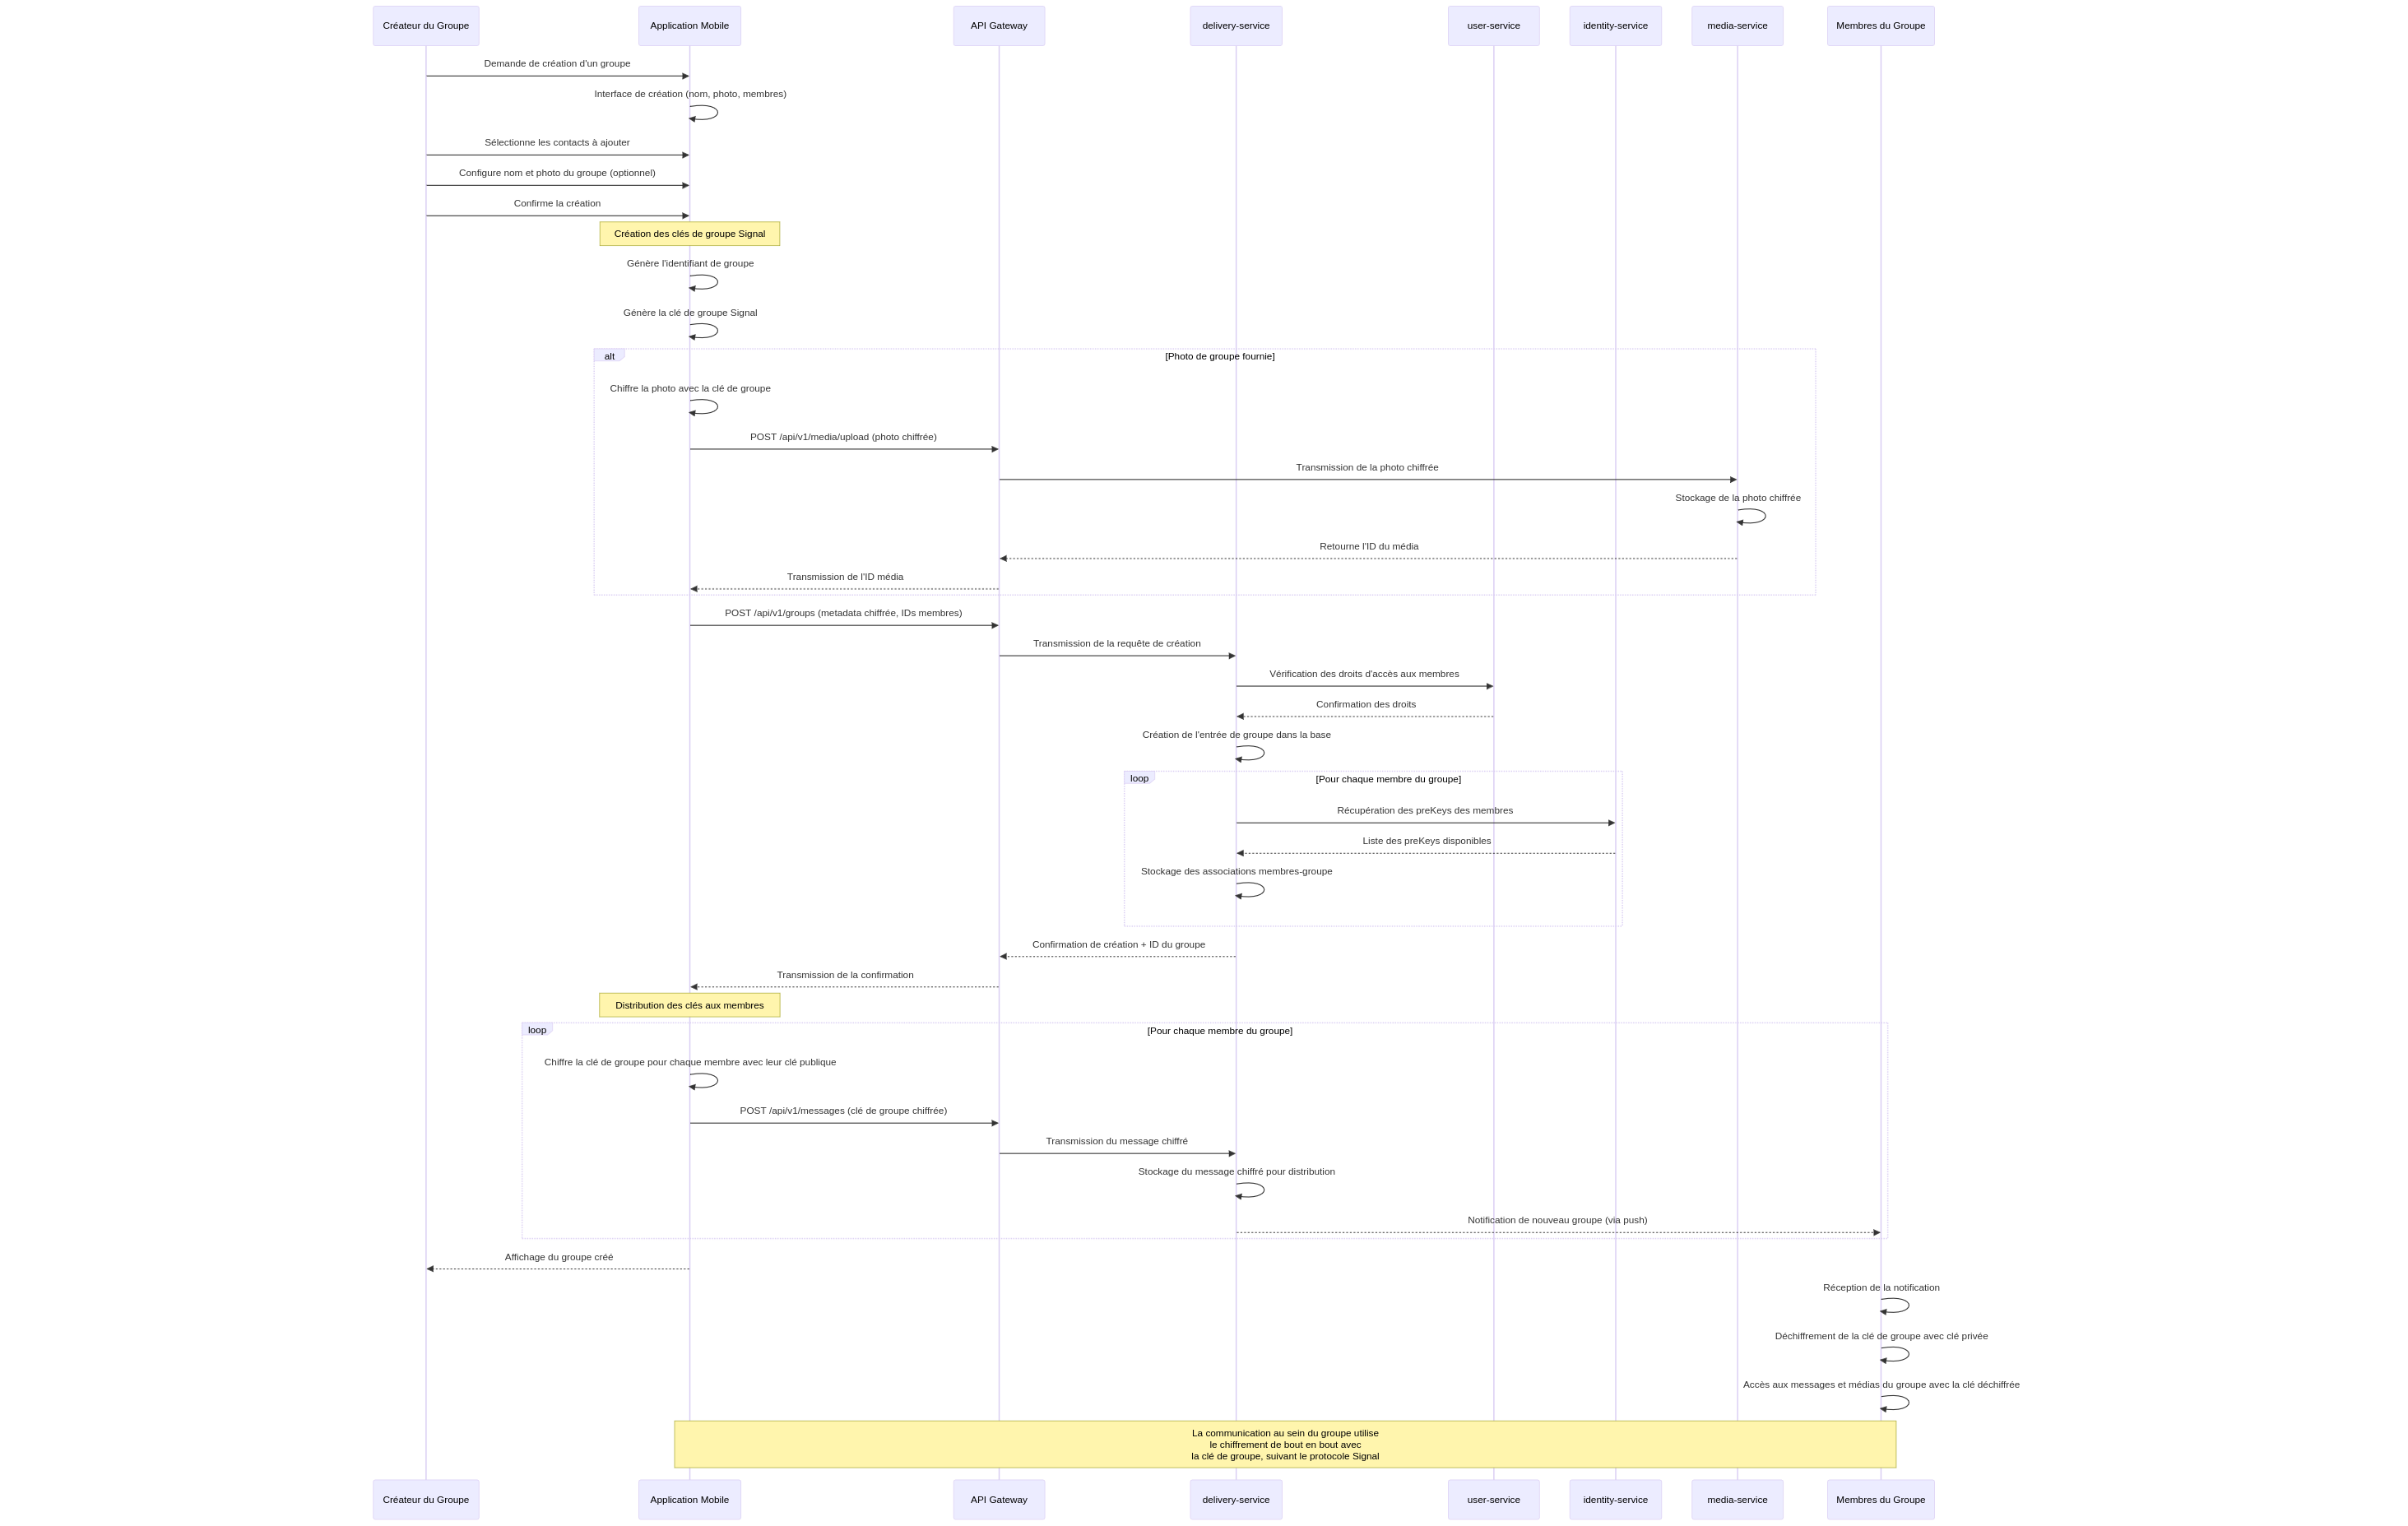 Créateur du Groupe
Application Mobile
API Gateway
delivery-service
user-service
identity-service
media-service
Membres du Groupe
Demande de création d'un groupe
Interface de création (nom, photo, membres)
Sélectionne les contacts à ajouter
Configure nom et photo du groupe (optionnel)
Confirme la création
Création des clés de groupe Signal
Génère l'identifiant de groupe
Génère la clé de groupe Signal
alt
[Photo de groupe fournie]
Chiffre la photo avec la clé de groupe
POST /api/v1/media/upload (photo chiffrée)
Transmission de la photo chiffrée
Stockage de la photo chiffrée
Retourne l'ID du média
Transmission de l'ID média
POST /api/v1/groups (metadata chiffrée, IDs membres)
Transmission de la requête de création
Vérification des droits d'accès aux membres
Confirmation des droits
Création de l'entrée de groupe dans la base
loop
[Pour chaque membre du groupe]
Récupération des preKeys des membres
Liste des preKeys disponibles
Stockage des associations membres-groupe
Confirmation de création + ID du groupe
Transmission de la confirmation
Distribution des clés aux membres
loop
[Pour chaque membre du groupe]
Chiffre la clé de groupe pour chaque membre avec leur clé publique
POST /api/v1/messages (clé de groupe chiffrée)
Transmission du message chiffré
Stockage du message chiffré pour distribution
Notification de nouveau groupe (via push)
Affichage du groupe créé
Réception de la notification
Déchiffrement de la clé de groupe avec clé privée
Accès aux messages et médias du groupe avec la clé déchiffrée
La communication au sein du groupe utilise
le chiffrement de bout en bout avec
la clé de groupe, suivant le protocole Signal
Créateur du Groupe
Application Mobile
API Gateway
delivery-service
user-service
identity-service
media-service
Membres du Groupe